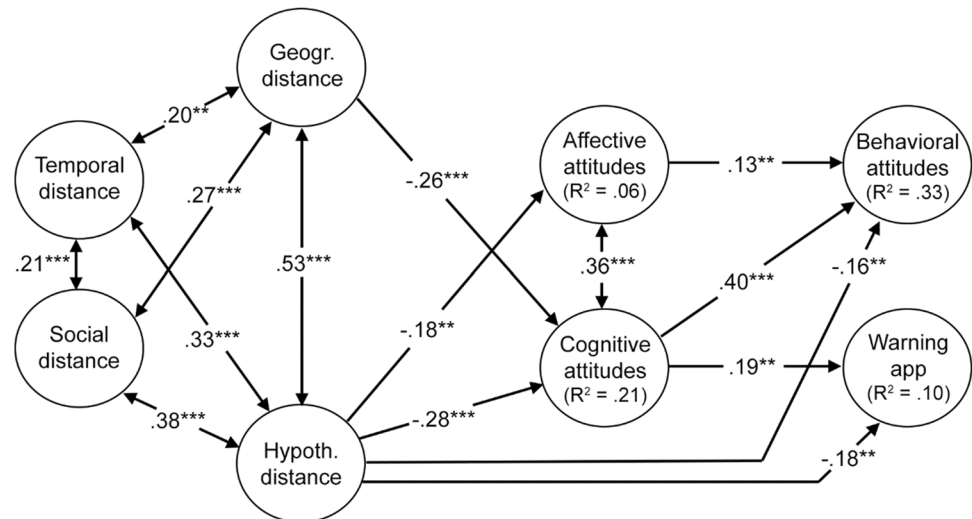 Geogr.
distance
.20**
Temporal
distance
.27***
.21***
.53***
Social
distance
.33***
.38***
Hypoth.
distance
-.26***
-.18**
-.28***
Affective
attitudes
(R² = .06)
.36***
Cognitive
attitudes
(R² = .21)
.13**
.40***
-.16**
.19**
-.18**
Behavioral
attitudes
(R² = .33)
Warning
app
(R² = .10)